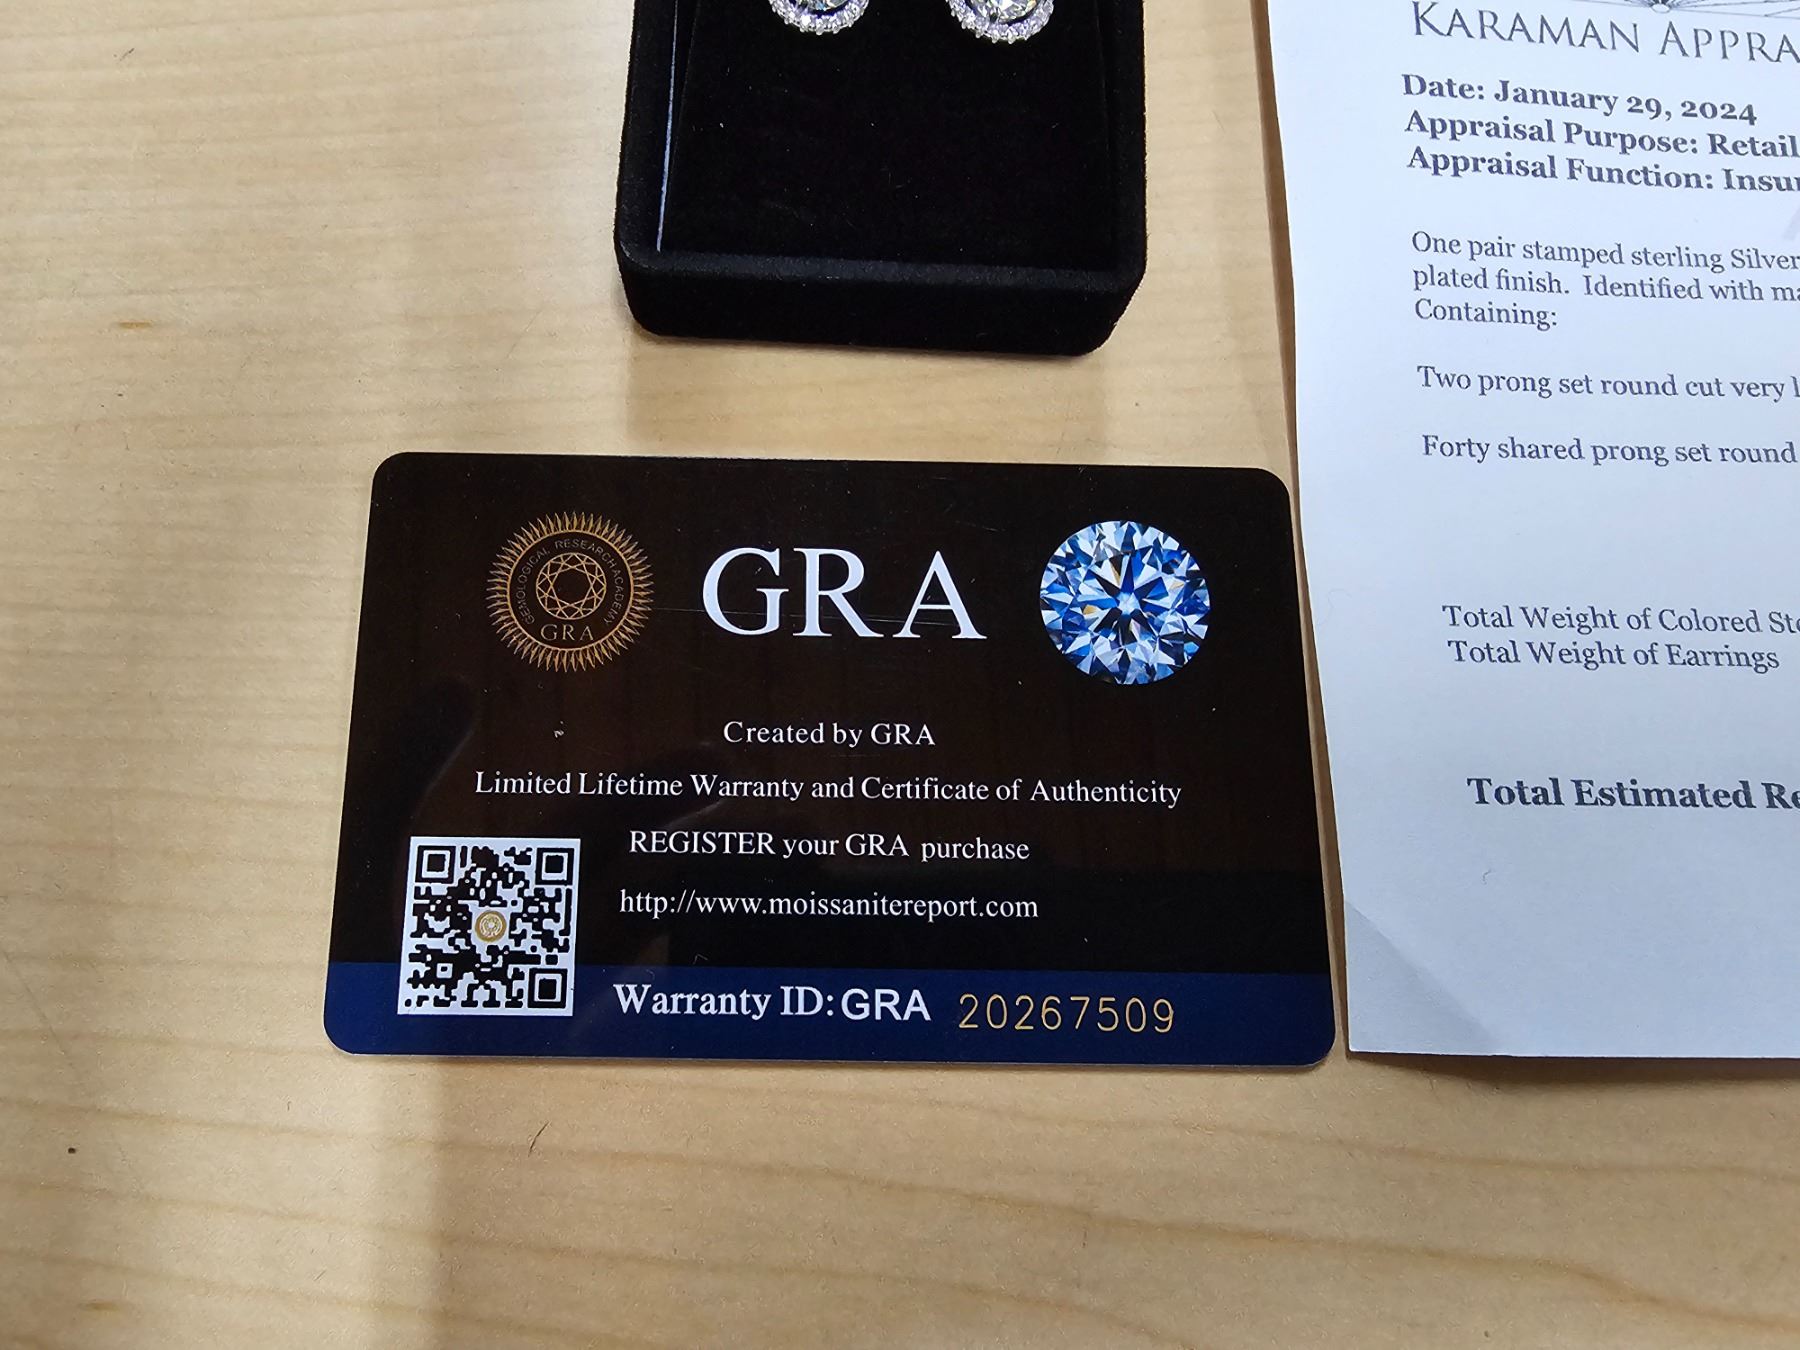 KARAMAN
Date: January 29, 2024
Appraisal Purpose: Retail
Appraisal Function:
One pair stamped sterling Silver
plated finish. Identified with
Containing:
Two prong set round cut very
Forty shared prong set round
Total Weight of Colored
Total Weight of Earrings
Total Estimated
GEMOLOGICAL RESEARCH ACADEMY
GRA
GRA
Created by GRA
Limited Lifetime Warranty and Certificate of Authenticity
REGISTER your GRA purchase
http://www.moissanitereport.com
Warranty ID: GRA 20267509